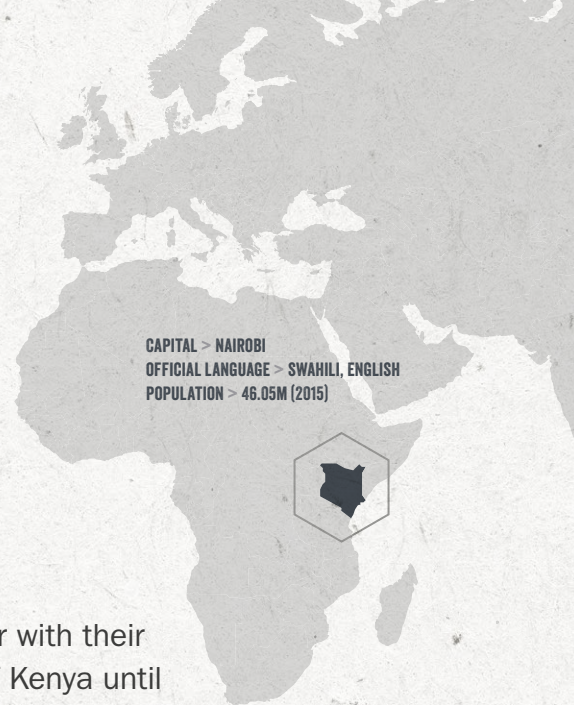 CAPITAL > NAIROBI
OFFICIAL LANGUAGE > SWAHILI, ENGLISH
POPULATION > 46.05M (2015)
r with their
Kenya until